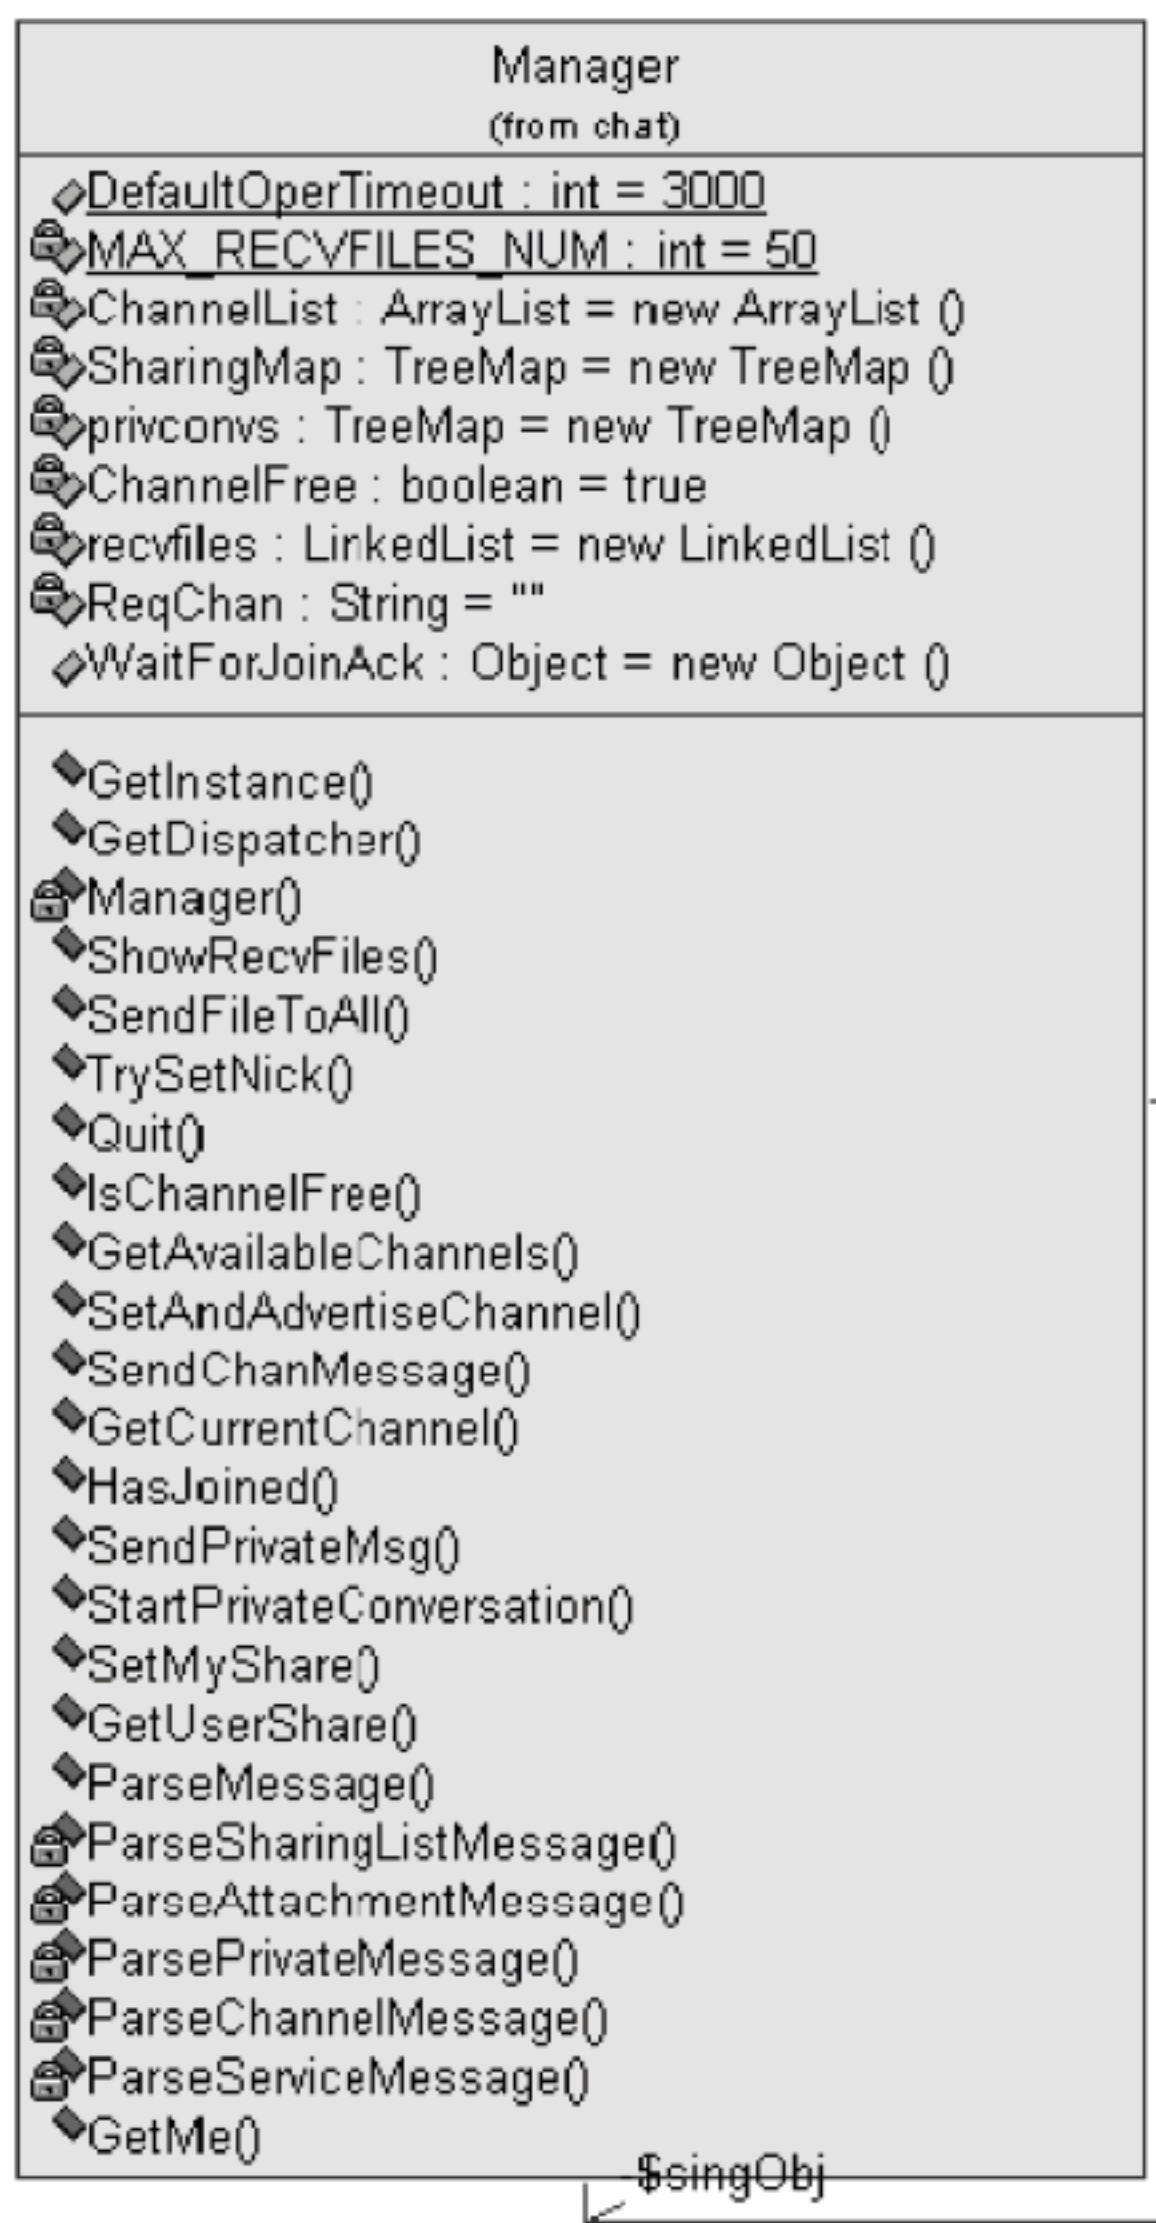 Manager
(from chat)
DefaultOperTimeout : int = 3000
MAX_RECVFILES_NUM : int = 50
ChannelList : ArrayList = new ArrayList ()
SharingMap : TreeMap = new TreeMap ()
privconvs : TreeMap = new TreeMap ()
ChannelFree : boolean = true
recvfiles : LinkedList = new LinkedList ()
ReqChan : String = ""
WaitForJoinAck : Object = new Object ()
GetInstance()
GetDispatcher()
Manager()
ShowRecvFiles()
SendFileToAll()
TrySetNick()
Quit()
IsChannelFree()
GetAvailableChannels()
SetAndAdvertiseChannel()
SendChanMessage()
GetCurrentChannel()
HasJoined()
SendPrivateMsg()
StartPrivateConversation()
SetMyShare()
GetUserShare()
ParseMessage()
ParseSharingListMessage()
ParseAttachmentMessage()
ParsePrivateMessage()
ParseChannelMessage()
ParseServiceMessage()
GetMe()
-$singObj